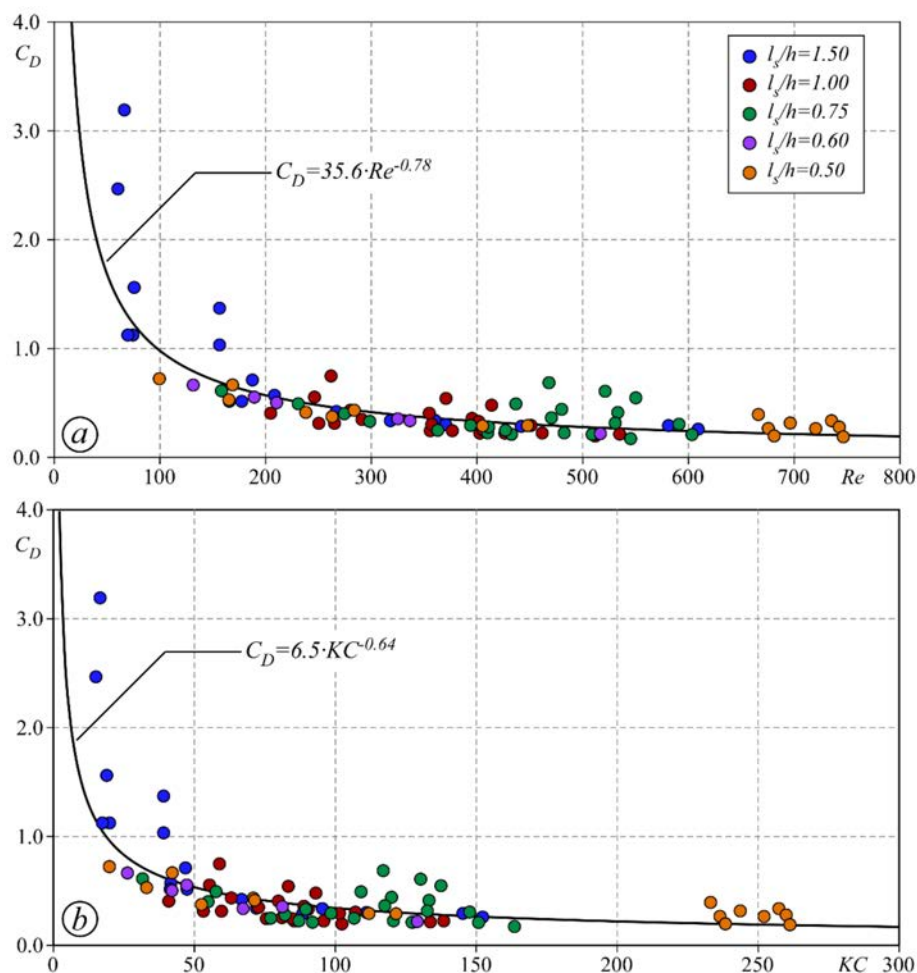 4.0
C_D
3.0
2.0
1.0
0.0
l_s/h=1.50
l_s/h=1.00
l_s/h=0.75
l_s/h=0.60
l_s/h=0.50
C_D=35.6·Re^-0.78
a
0 100 200 300 400 500 600 700 Re 800
4.0
C_D
3.0
2.0
1.0
0.0
C_D=6.5·KC^-0.64
b
0 50 100 150 200 250 KC 300